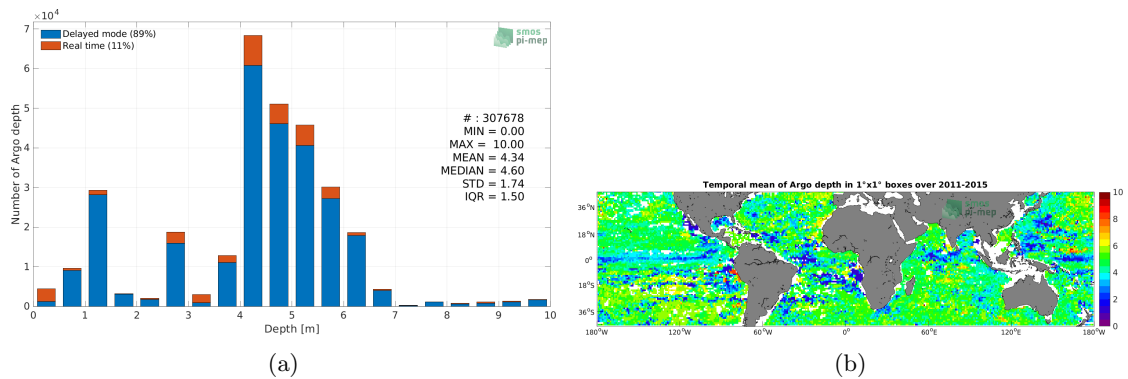 ×10⁴
Delayed mode (89%)
Real time (11%)
smos
pi-mep
7
6
5
4
3
2
1
0
Number of Argo depth
# : 307678
MIN = 0.00
MAX = 10.00
MEAN = 4.34
MEDIAN = 4.60
STD = 1.74
IQR = 1.50
0 1 2 3 4 5 6 7 8 9 10
Depth [m]
(a)
Temporal mean of Argo depth in 1°x1° boxes over 2011-2015
smos
pi-mep
36°N
18°N
0°
18°S
36°S
180°W 120°W 60°W 0° 60°E 120°E 180°W
10
8
6
4
2
0
(b)